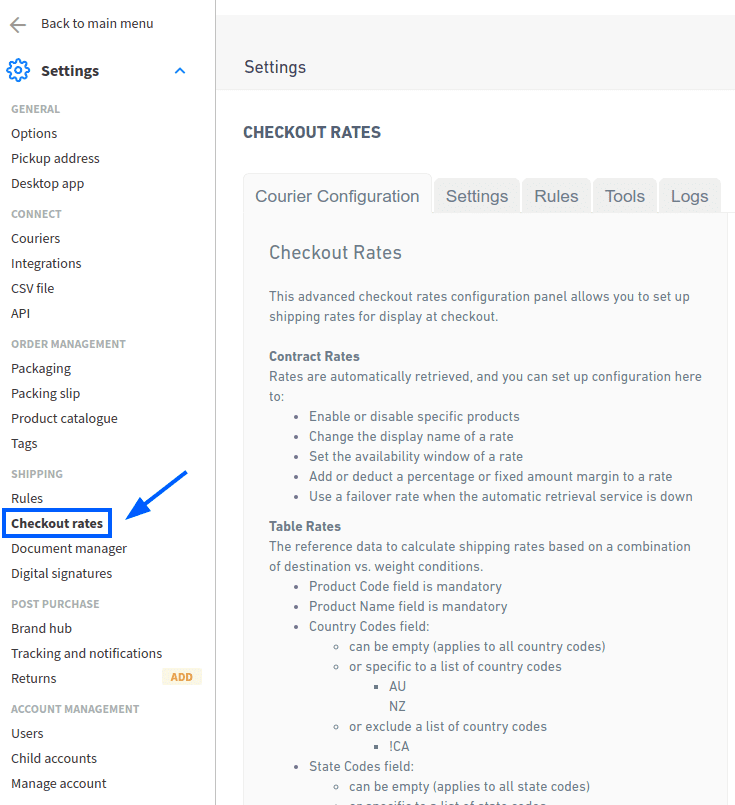 Back to main menu
Settings
GENERAL
Options
Pickup address
Desktop app
CONNECT
Couriers
Integrations
CSV file
API
ORDER MANAGEMENT
Packaging
Packing slip
Product catalogue
Tags
SHIPPING
Rules
Checkout rates
Document manager
Digital signatures
POST PURCHASE
Brand hub
Tracking and notifications
Returns ADD
ACCOUNT MANAGEMENT
Users
Child accounts
Manage account
Settings
CHECKOUT RATES
Courier Configuration Settings Rules Tools Logs
Checkout Rates
This advanced checkout rates configuration panel allows you to set up
shipping rates for display at checkout.
Contract Rates
Rates are automatically retrieved, and you can set up configuration here
to:
Enable or disable specific products
Change the display name of a rate
Set the availability window of a rate
Add or deduct a percentage or fixed amount margin to a rate
Use a failover rate when the automatic retrieval service is down
Table Rates
The reference data to calculate shipping rates based on a combination
of destination vs. weight conditions.
Product Code field is mandatory
Product Name field is mandatory
Country Codes field:
can be empty (applies to all country codes)
or specific to a list of country codes
AU
NZ
or exclude a list of country codes
!CA
State Codes field:
can be empty (applies to all state codes)
or specific to a list of state codes